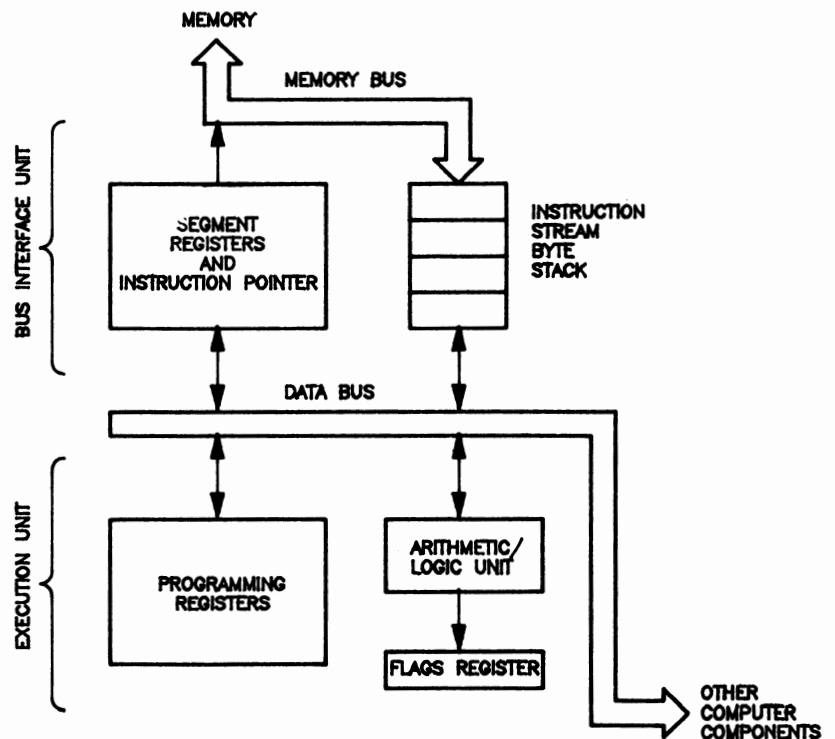 MEMORY
MEMORY BUS
BUS INTERFACE UNIT
SEGMENT
REGISTERS
AND
INSTRUCTION POINTER
INSTRUCTION
STREAM
BYTE
STACK
DATA BUS
EXECUTION UNIT
PROGRAMMING
REGISTERS
ARITHMETIC/
LOGIC UNIT
FLAGS REGISTER
OTHER
COMPUTER
COMPONENTS